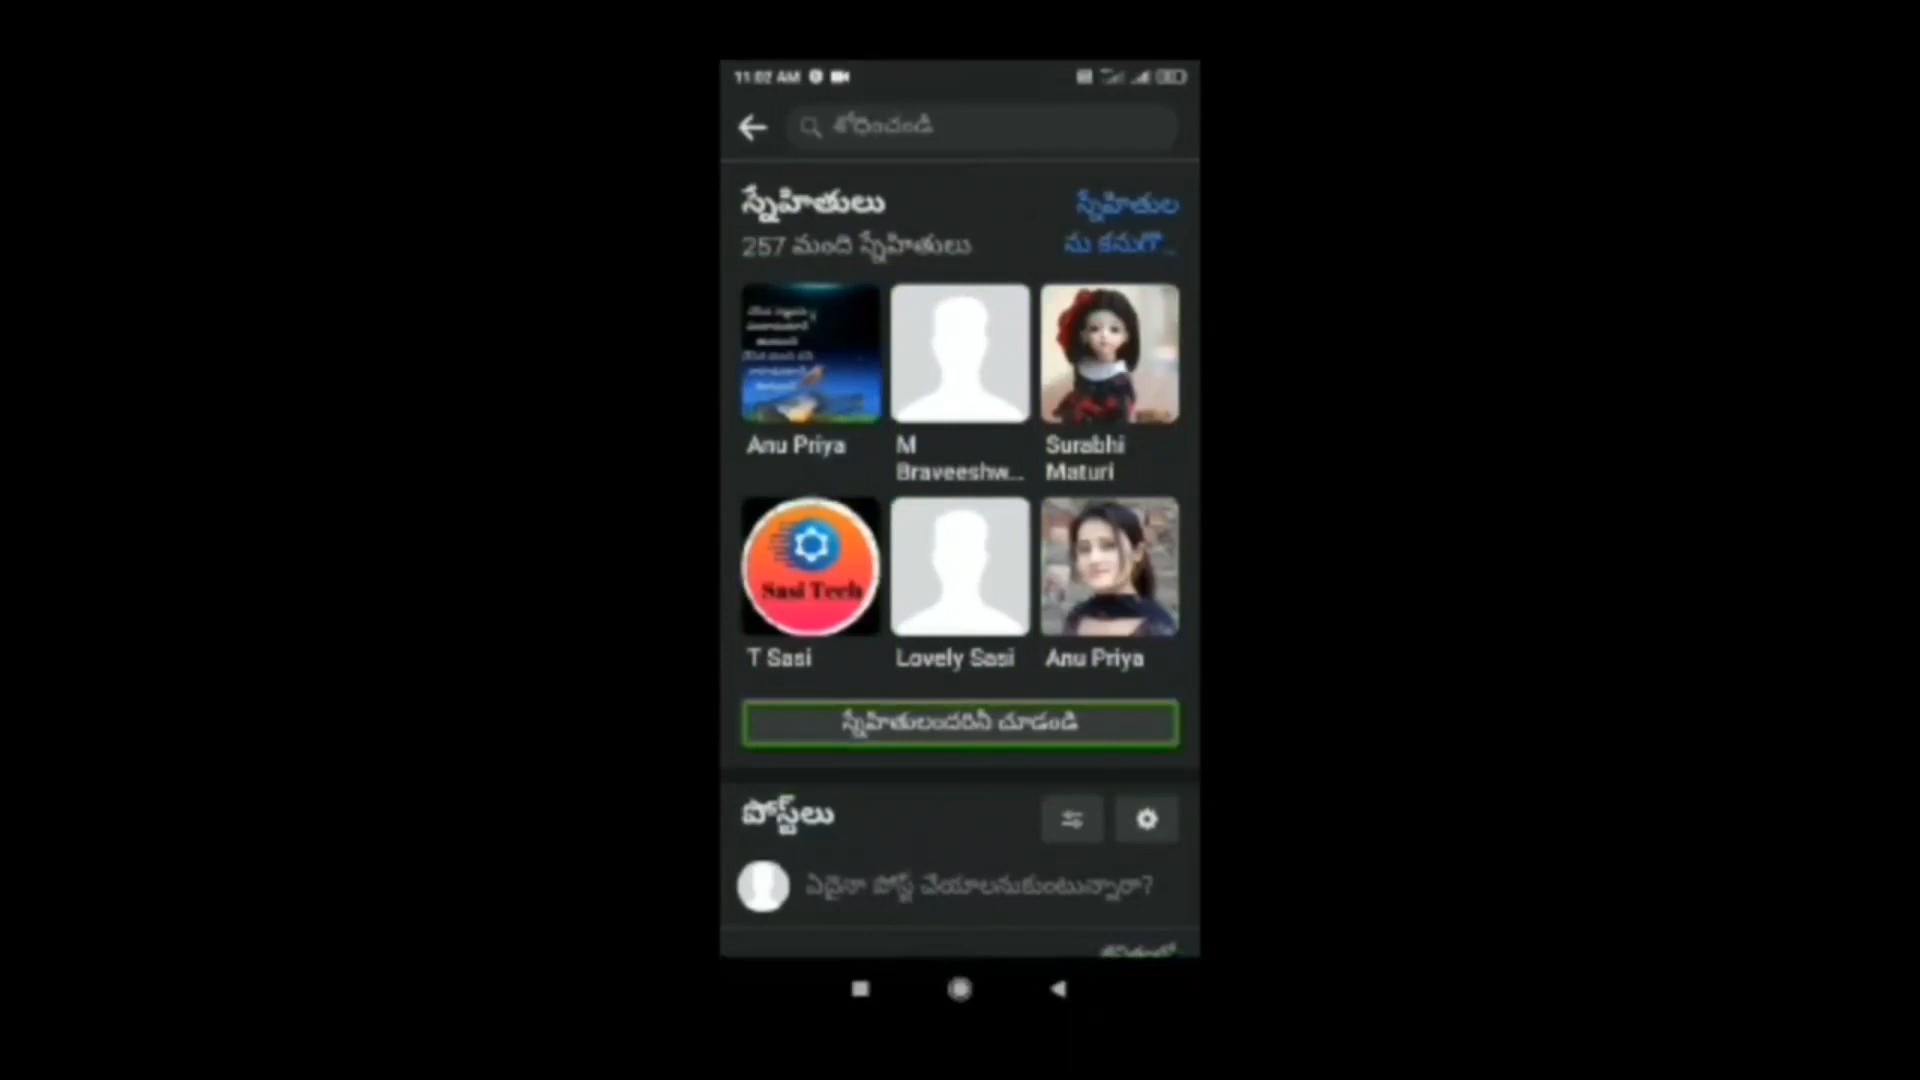 11:02 AM
శోధించండి
స్నేహితులు
స్నేహితుల
257 మంది స్నేహితులు
ను కనుగొ...
Anu Priya
M
Braveeshw...
Surabhi
Maturi
Sasi Tech
T Sasi
Lovely Sasi
Anu Priya
స్నేహితులందరినీ చూడండి
పోస్ట్‌లు
ఏదైనా పోస్ట్ చేయాలనుకుంటున్నారా?